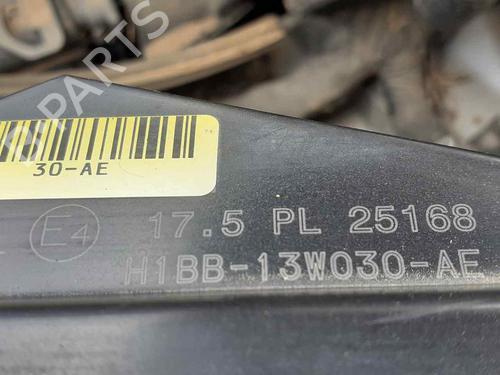 30-AE
E4
17.5 PL 25168
H1BB-13W030-AE
B-PARTS